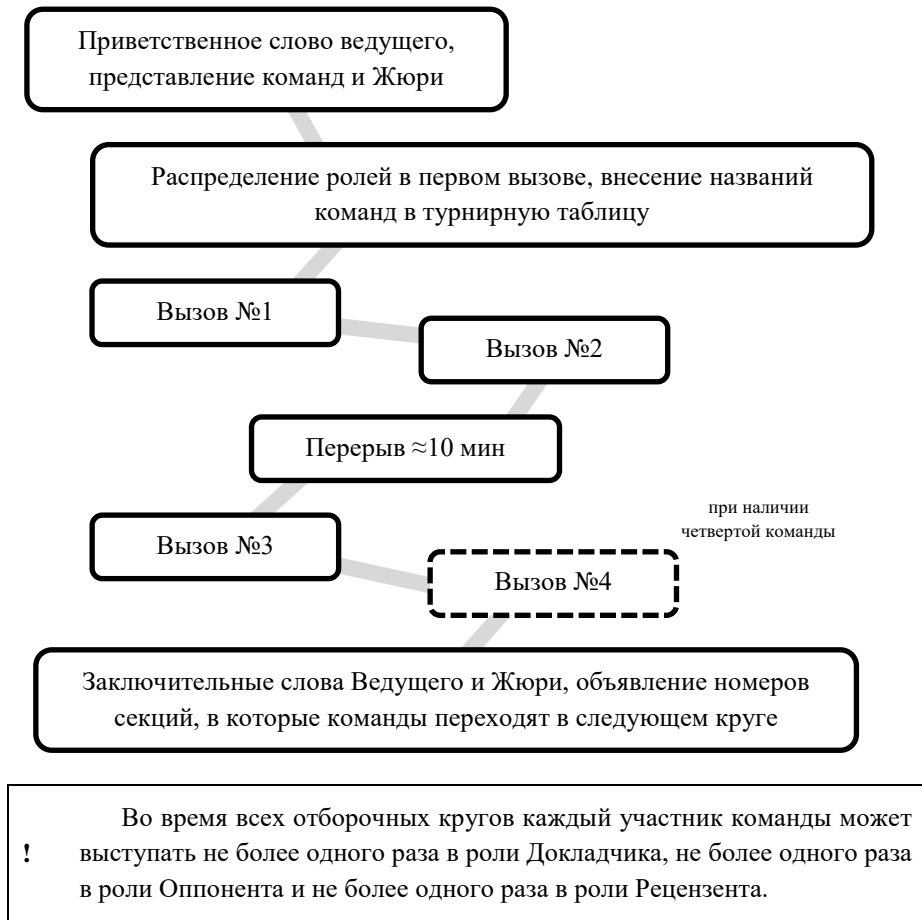 Приветственное слово ведущего,
представление команд и Жюри
Распределение ролей в первом вызове, внесение названий
команд в турнирную таблицу
Вызов №1
Вызов №2
Перерыв ≈10 мин
Вызов №3
при наличии
четвертой команды
Вызов №4
Заключительные слова Ведущего и Жюри, объявление номеров
секций, в которые команды переходят в следующем круге
Во время всех отборочных кругов каждый участник команды может
! выступать не более одного раза в роли Докладчика, не более одного раза
в роли Оппонента и не более одного раза в роли Рецензента.